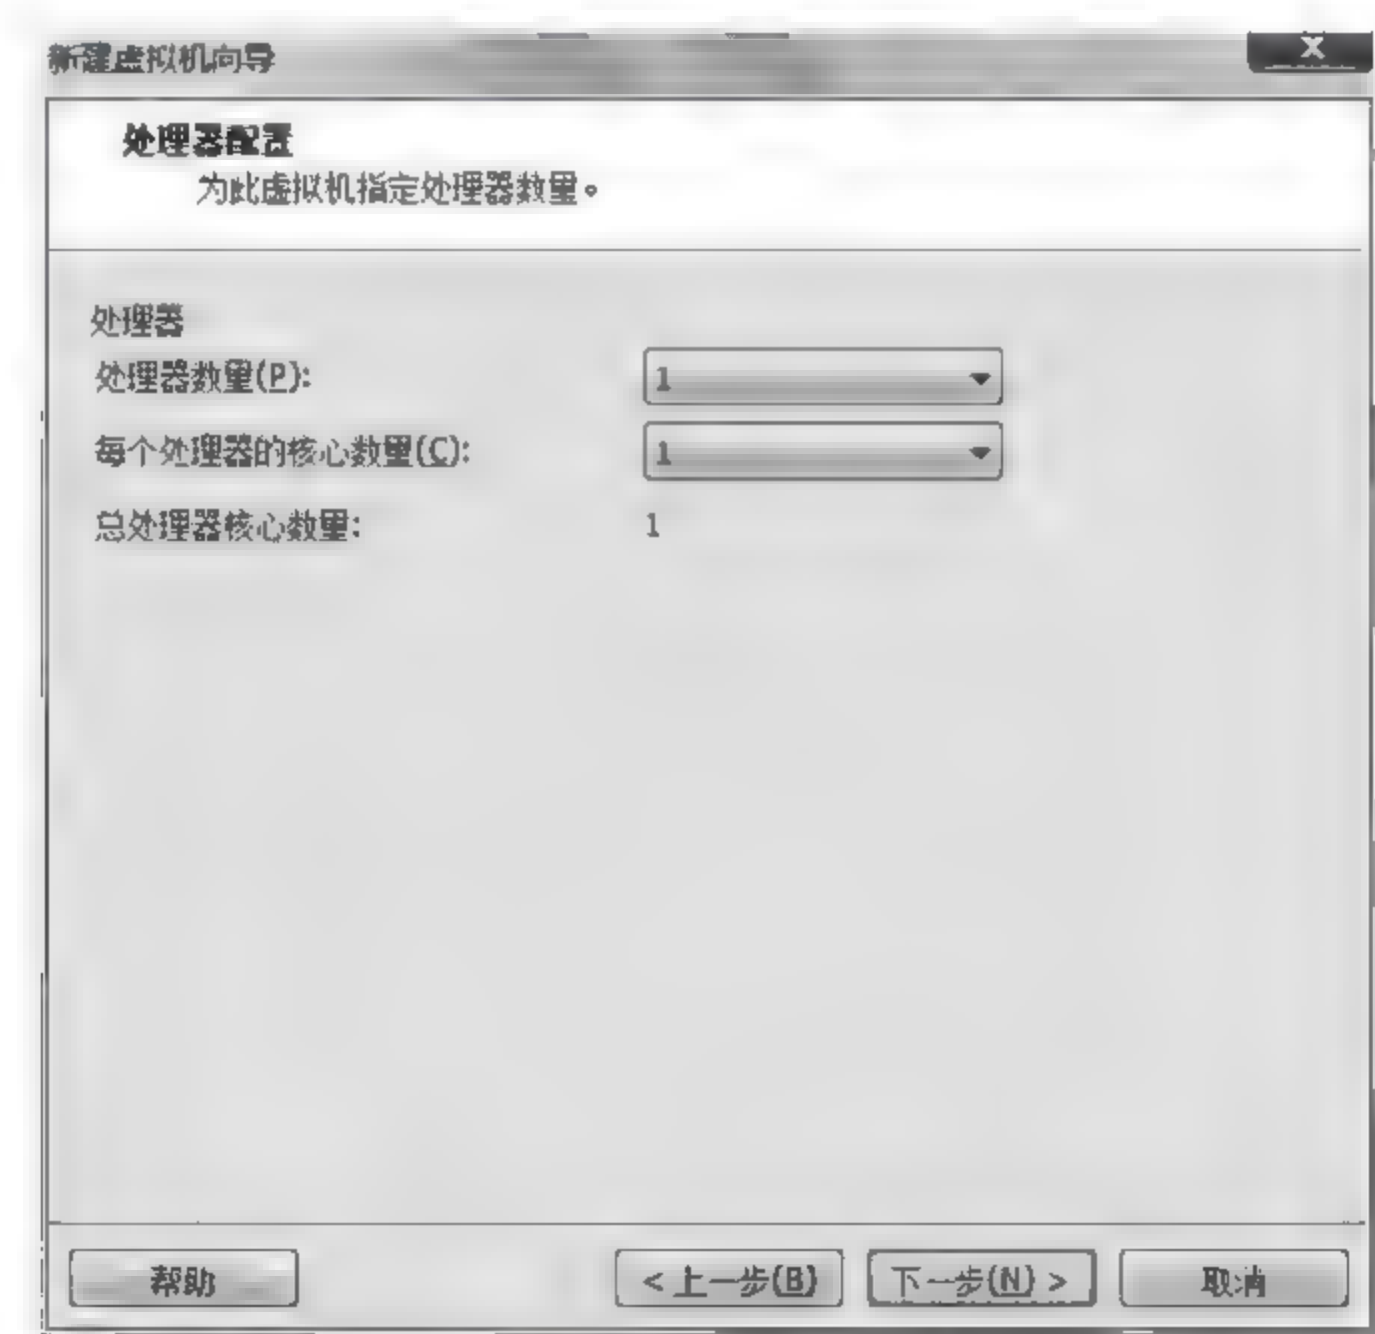 新建虚拟机向导
处理器配置
为此虚拟机指定处理器数量。
处理器
处理器数量(P): 1
每个处理器的核心数量(C): 1
总处理器核心数量: 1
帮助 < 上一步(B) 下一步(N) > 取消